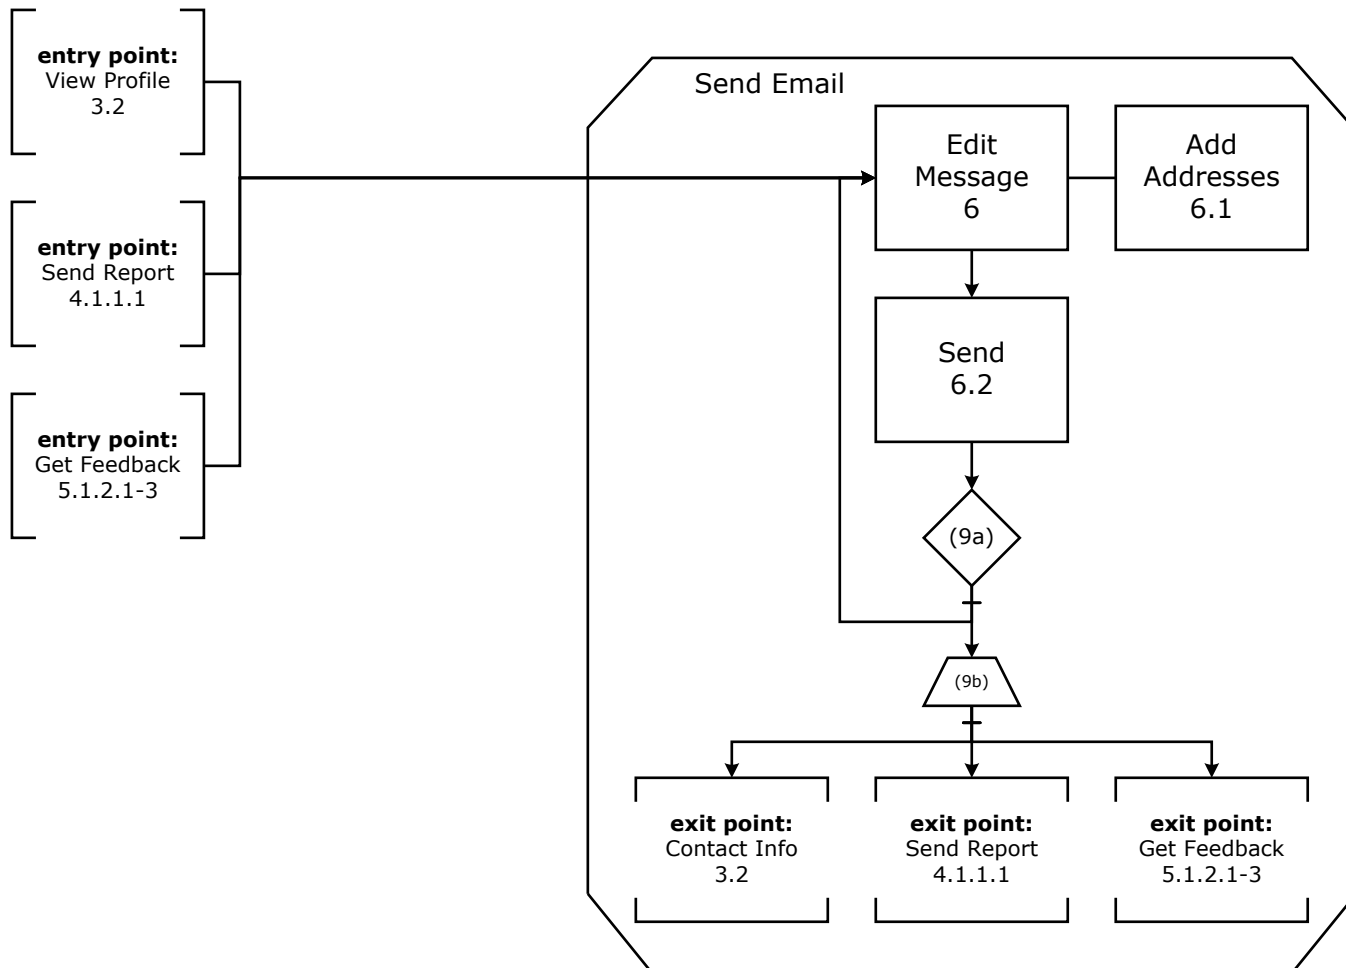 entry point:
View Profile
3.2
entry point:
Send Report
4.1.1.1
entry point:
Get Feedback
5.1.2.1-3
Send Email
Edit
Message
6
Add
Addresses
6.1
Send
6.2
(9a)
(9b)
exit point:
Contact Info
3.2
exit point:
Send Report
4.1.1.1
exit point:
Get Feedback
5.1.2.1-3